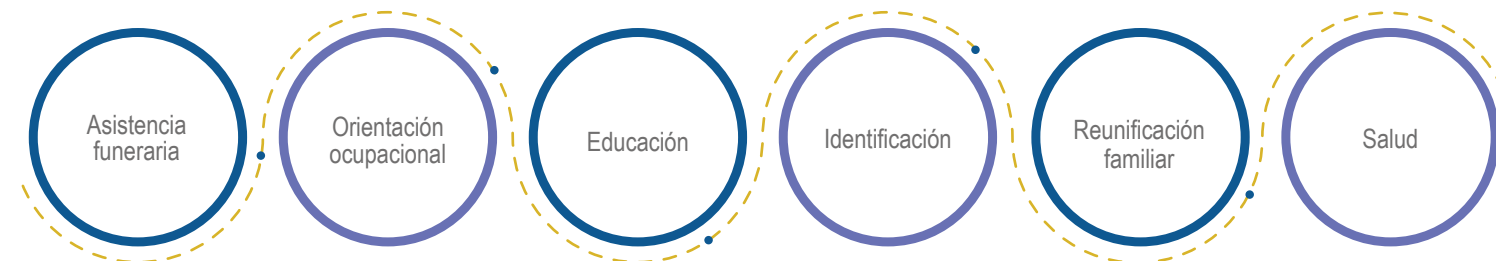 Asistencia
funeraria
Orientación
ocupacional
Educación
Identificación
Reunificación
familiar
Salud